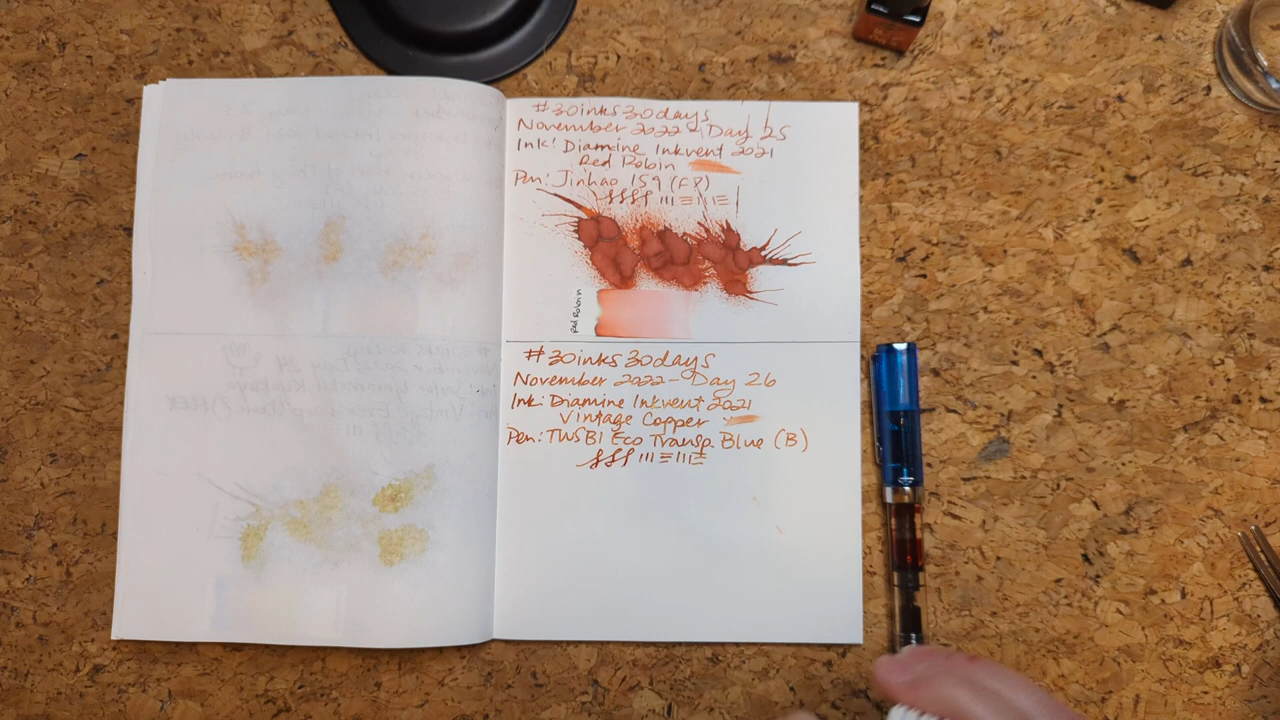 #30inks30days
November 2022 - Day 25
Ink: Diamine Inkvent 2021
Red Robin
Pen: Jinhao 159 (F?)
Red Robin
#30inks30days
November 2022 - Day 26
Ink: Diamine Inkvent 2021
Vintage Copper
Pen: TWSBI Eco Transp. Blue (B)